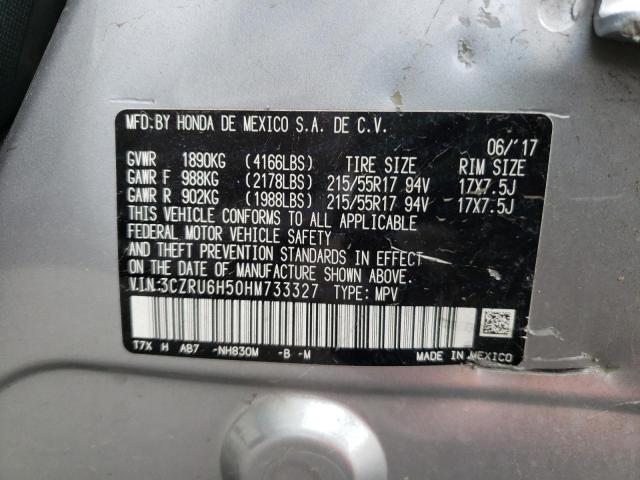 MFD.BY HONDA DE MEXICO S.A. DE C.V.
06/'17
GVWR 1890KG (4166LBS) TIRE SIZE RIM SIZE
GAWR F 988KG (2178LBS) 215/55R17 94V 17X7.5J
GAWR R 902KG (1988LBS) 215/55R17 94V 17X7.5J
THIS VEHICLE CONFORMS TO ALL APPLICABLE
FEDERAL MOTOR VEHICLE SAFETY
AND THEFT PREVENTION STANDARDS IN EFFECT
ON THE DATE OF MANUFACTURE SHOWN ABOVE.
V.I.N:3CZRU6H50HM733327 TYPE: MPV
T7X H AB7 -NH830M -B -M
MADE IN MEXICO